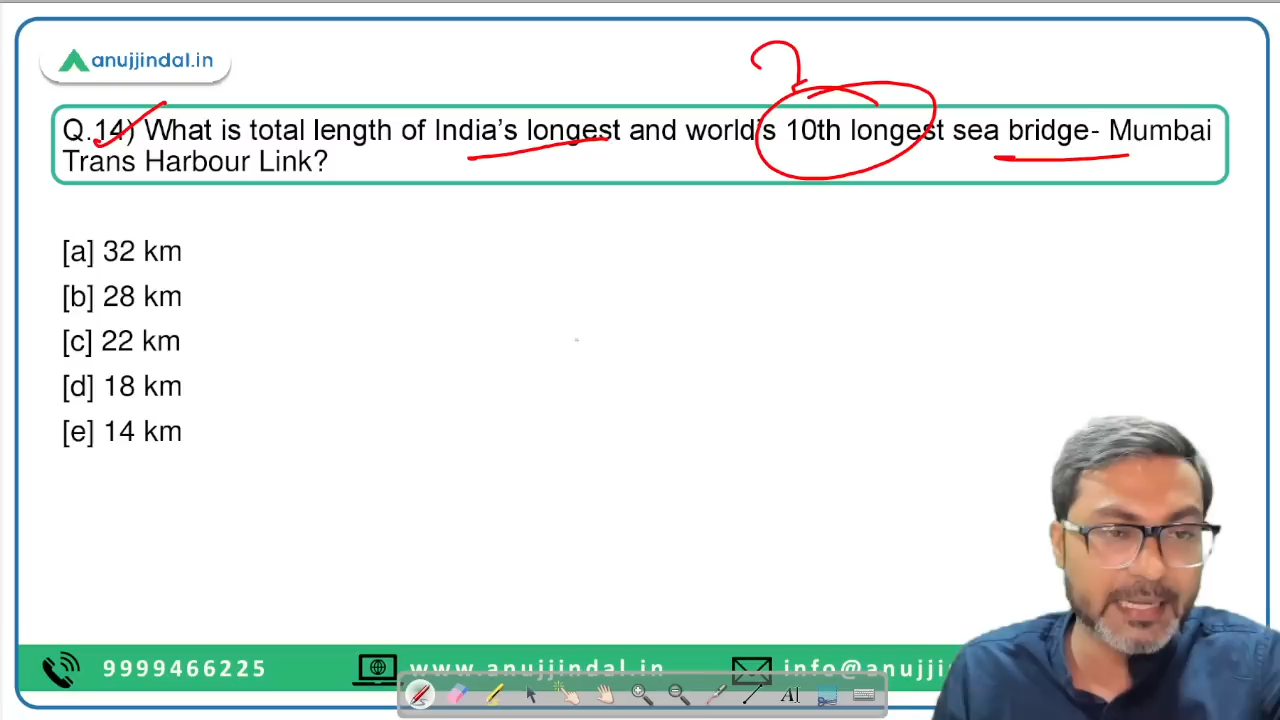 anujjindal.in
Q.14) What is total length of India's longest and world's 10th longest sea bridge- Mumbai
Trans Harbour Link?
[a] 32 km
[b] 28 km
[c] 22 km
[d] 18 km
[e] 14 km
9999466225
www.anujjindal.in
info@anujji
AI